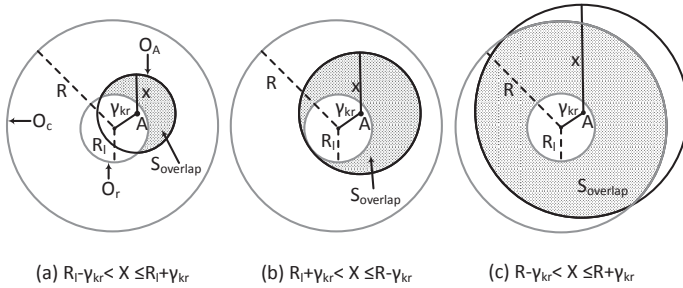 O_A
R
x
γ_kr
A
O_c
R_l
S_overlap
O_r
R
x
γ_kr
A
R_l
S_overlap
x
R
γ_kr
A
R_l
S_overlap
(a) R_l-γ_kr< X ≤R_l+γ_kr
(b) R_l+γ_kr< X ≤R-γ_kr
(c) R-γ_kr< X ≤R+γ_kr